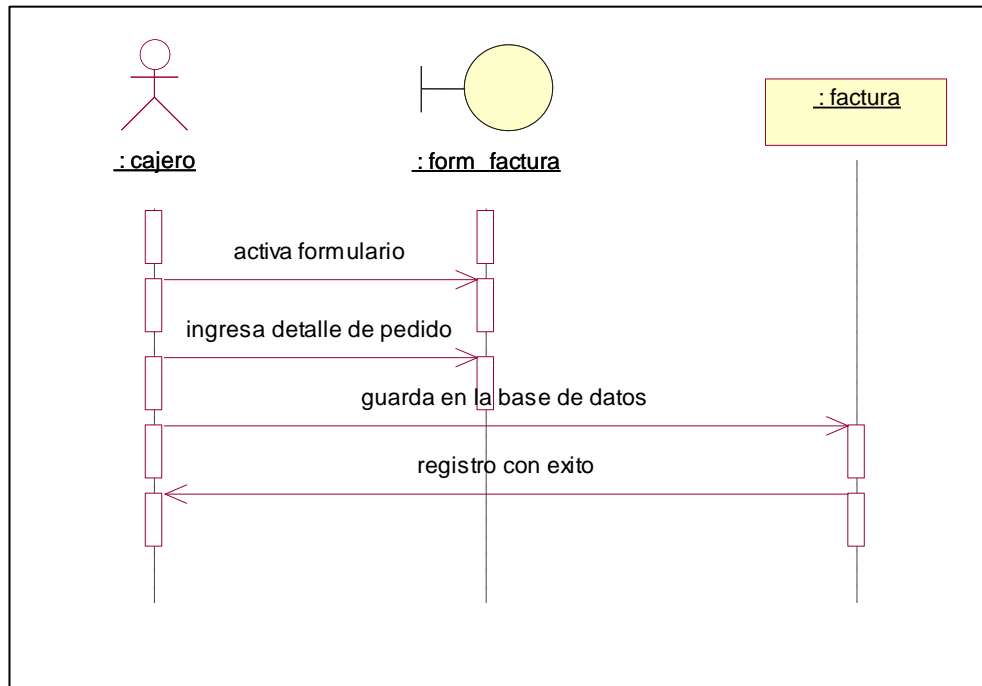 : cajero
: form_factura
: factura
activa formulario
ingresa detalle de pedido
guarda en la base de datos
registro con exito